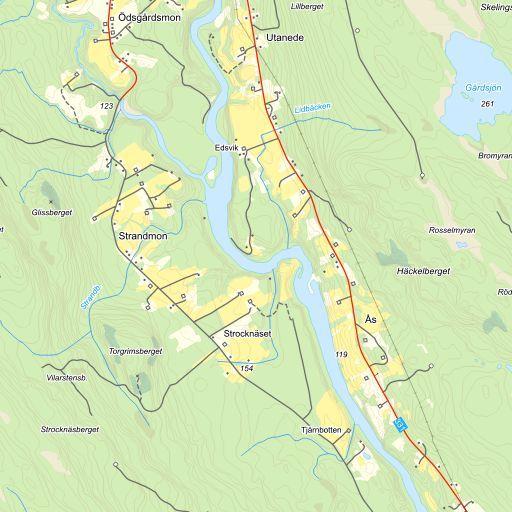 Lillberget
Skelings
Ödsgårdsmon
Utanede
Gårdsjön
261
123
Lidbäcken
Edsvik
Bromyran
Glissberget
Rosselmyran
Strandmon
Häckelberget
Strandb.
Röd
Ås
Strocknäset
Torgrimsberget
119
154
Vilarstensb.
Strocknäsberget
Tjärnbotten
331